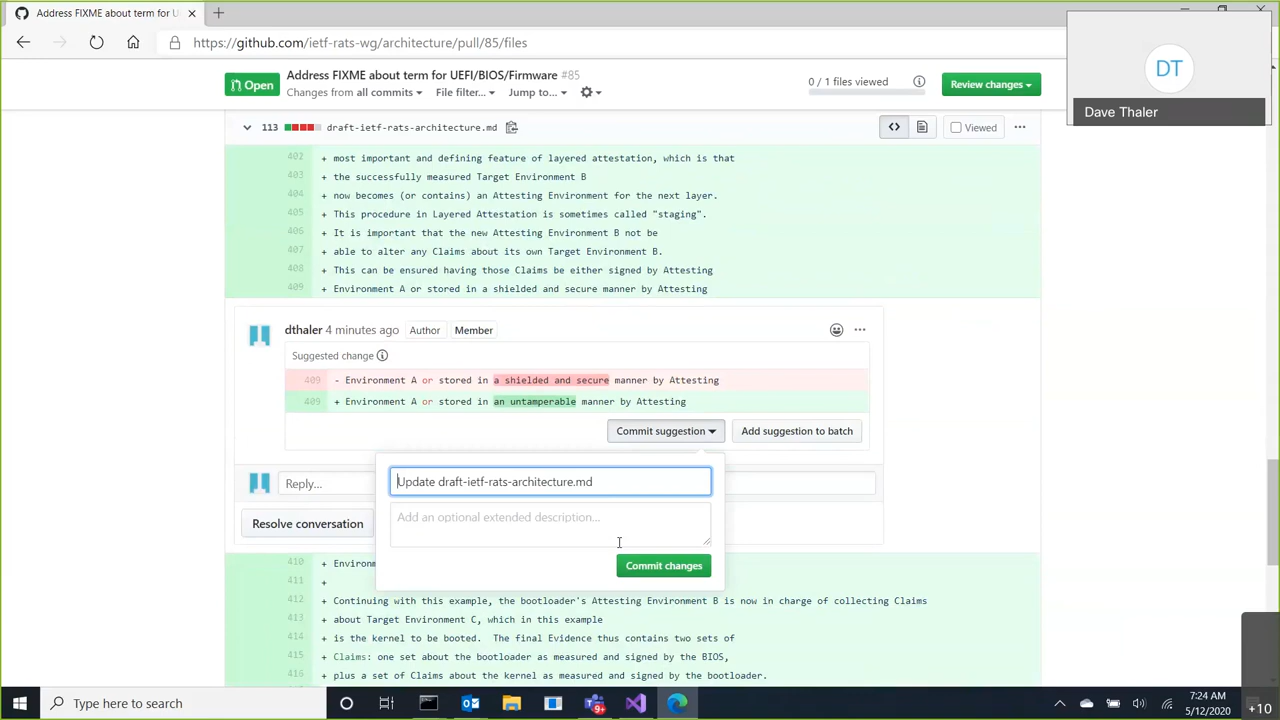 Address FIXME about term for U
https://github.com/ietf-rats-wg/architecture/pull/85/files
DT
Dave Thaler
Open
Address FIXME about term for UEFI/BIOS/Firmware #85
Changes from all commits
File filter...
Jump to...
0 / 1 files viewed
Review changes
113 draft-ietf-rats-architecture.md
Viewed
402 + most important and defining feature of layered attestation, which is that
403 + the successfully measured Target Environment B
404 + now becomes (or contains) an Attesting Environment for the next layer.
405 + This procedure in Layered Attestation is sometimes called "staging".
406 + It is important that the new Attesting Environment B not be
407 + able to alter any Claims about its own Target Environment B.
408 + This can be ensured having those Claims be either signed by Attesting
409 + Environment A or stored in a shielded and secure manner by Attesting
dthaler 4 minutes ago Author Member
Suggested change
409 - Environment A or stored in a shielded and secure manner by Attesting
409 + Environment A or stored in an untamperable manner by Attesting
Commit suggestion
Add suggestion to batch
Update draft-ietf-rats-architecture.md
Reply...
Add an optional extended description...
Resolve conversation
Commit changes
410 + Environm
411 +
412 + Continuing with this example, the bootloader's Attesting Environment B is now in charge of collecting Claims
413 + about Target Environment C, which in this example
414 + is the kernel to be booted. The final Evidence thus contains two sets of
415 + Claims: one set about the bootloader as measured and signed by the BIOS,
416 + plus a set of Claims about the kernel as measured and signed by the bootloader.
Type here to search
7:24 AM
5/12/2020
+10